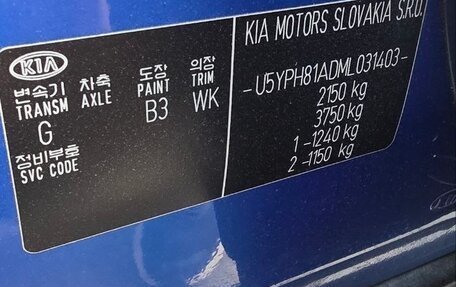 KIA
변속기 차축 도장 의장
TRANSM AXLE PAINT TRIM
G B3 WK
정비부호
SVC CODE
KIA MOTORS SLOVAKIA S.R.O.
-U5YPH81ADML031403-
2150 kg
3750 kg
1-1240 kg
2-1150 kg